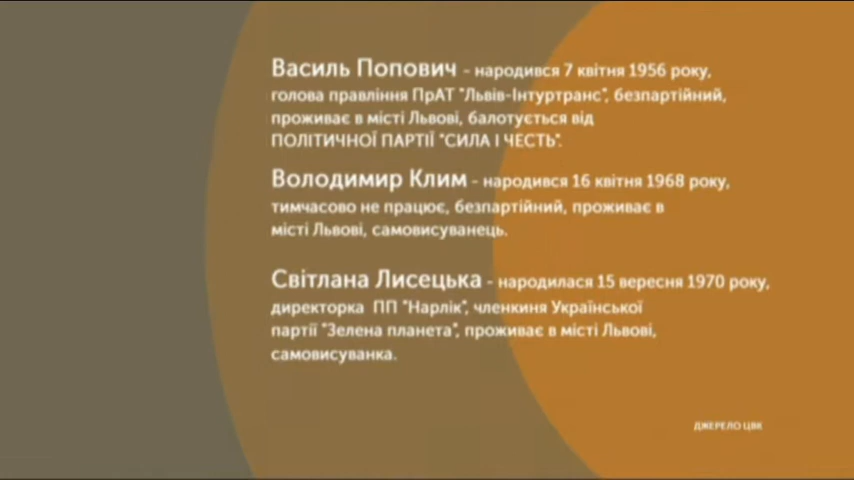 Василь Попович - народився 7 квітня 1956 року,
голова правління ПрАТ "Львів-Інтуртранс", безпартійний,
проживає в місті Львові, балотується від
ПОЛІТИЧНОЇ ПАРТІЇ "СИЛА І ЧЕСТЬ".
Володимир Клим - народився 16 квітня 1968 року,
тимчасово не працює, безпартійний, проживає в
місті Львові, самовисуванець.
Світлана Лисецька - народилася 15 вересня 1970 року,
директорка ПП "Нарлік", членкиня Української
партії "Зелена планета", проживає в місті Львові,
самовисуванка.
ДЖЕРЕЛО ЦВК